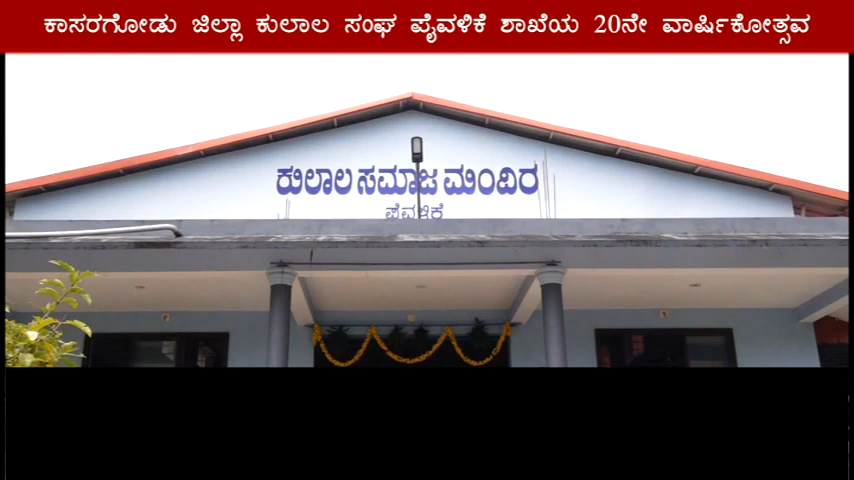 ಕಾಸರಗೋಡು ಜಿಲ್ಲಾ ಕುಲಾಲ ಸಂಘ ಪೈವಳಿಕೆ ಶಾಖೆಯ 20ನೇ ವಾರ್ಷಿಕೋತ್ಸವ
ಕುಲಾಲ ಸಮಾಜ ಮಂದಿರ
ಪೈವಳಿಕೆ